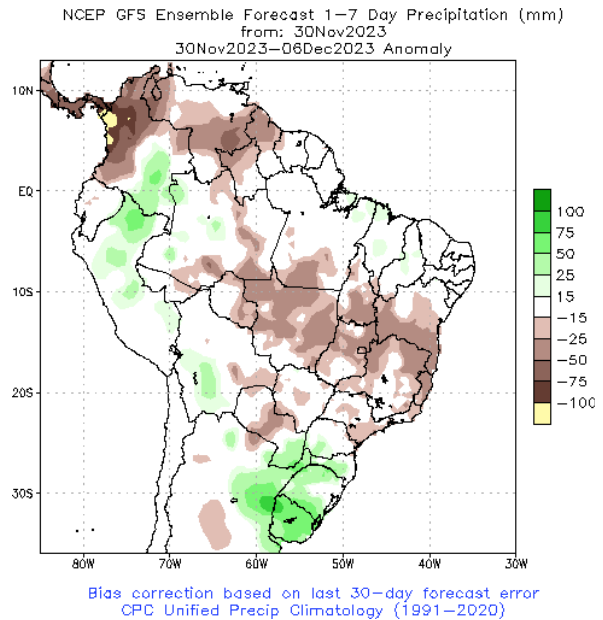 NCEP GFS Ensemble Forecast 1–7 Day Precipitation (mm)
from: 30Nov2023
30Nov2023–06Dec2023 Anomaly
10N
EQ
10S
20S
30S
80W
70W
60W
50W
40W
30W
100
75
50
25
15
−15
−25
−50
−75
−100
Bias correction based on last 30–day forecast error
CPC Unified Precip Climatology (1991–2020)